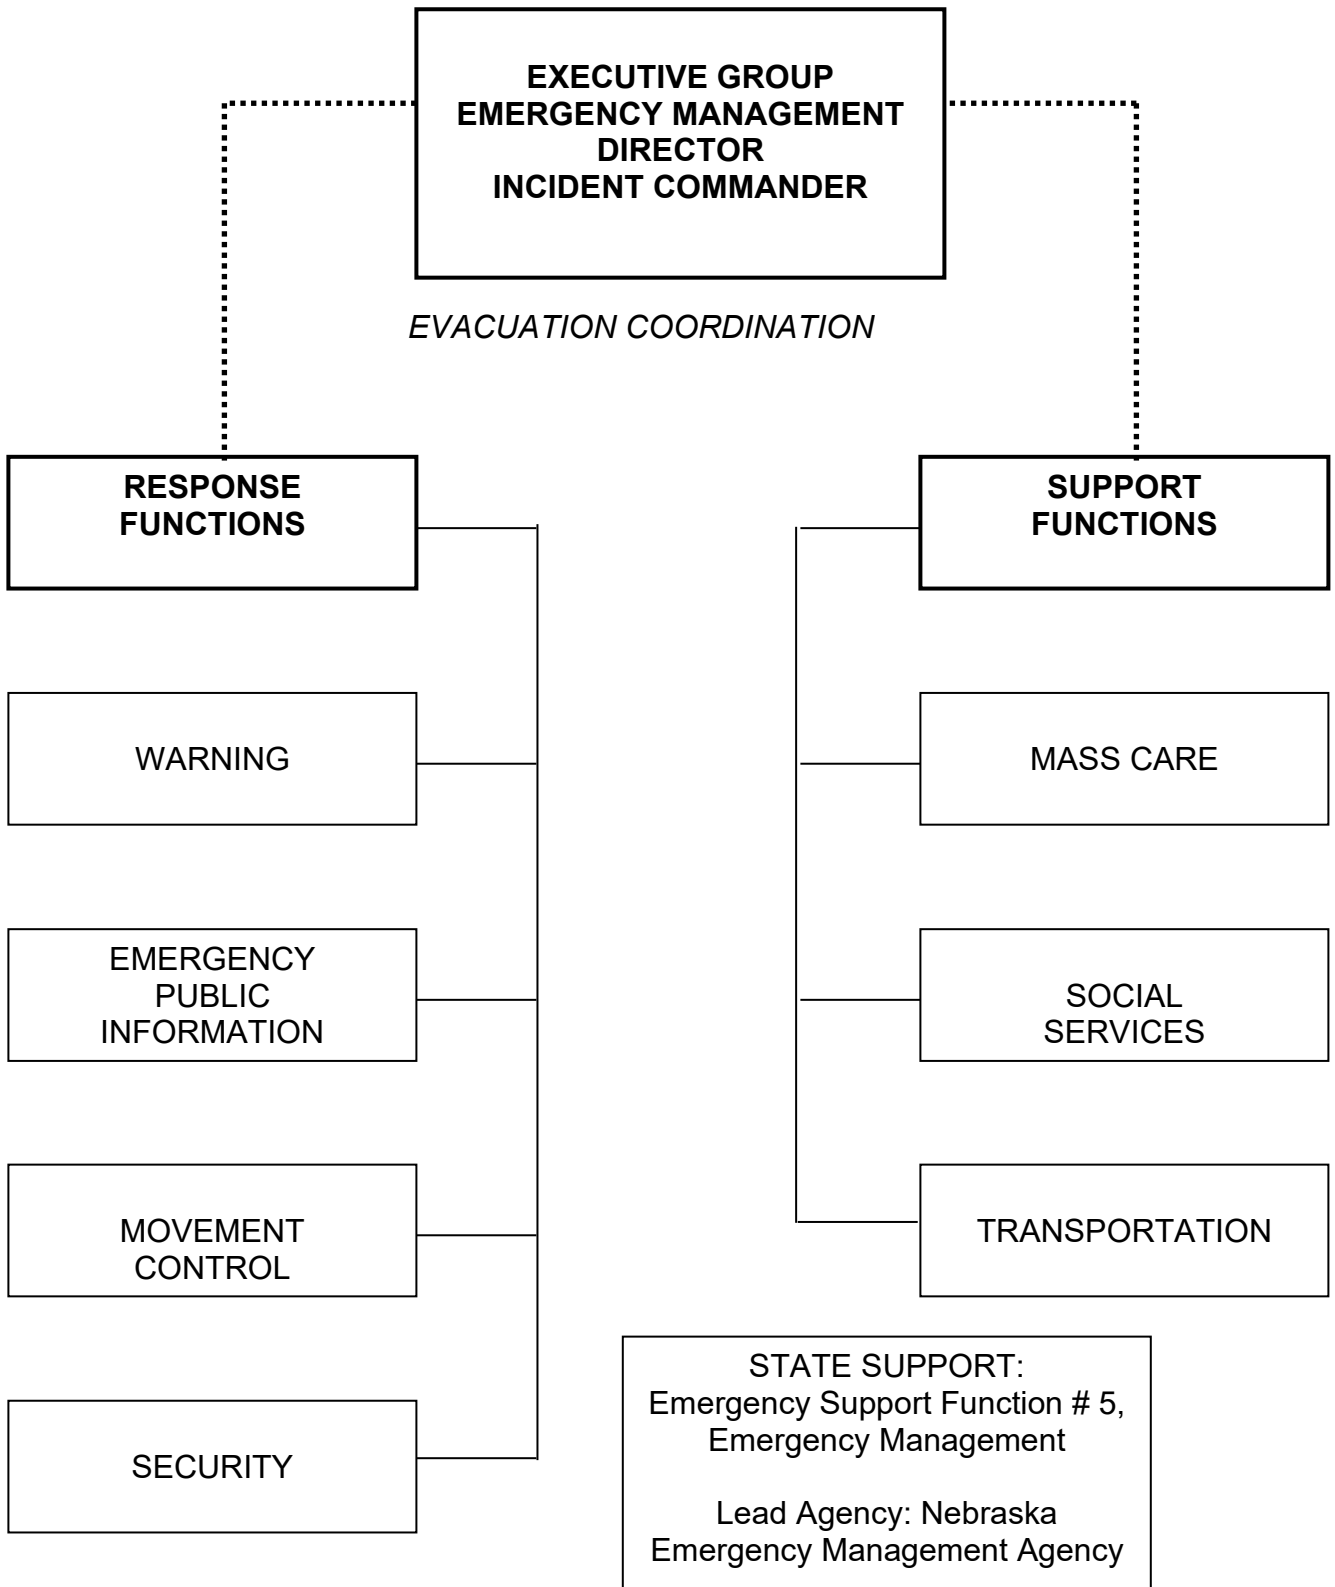 EXECUTIVE GROUP
EMERGENCY MANAGEMENT
DIRECTOR
INCIDENT COMMANDER
EVACUATION COORDINATION
RESPONSE
FUNCTIONS
SUPPORT
FUNCTIONS
WARNING
MASS CARE
EMERGENCY
PUBLIC
INFORMATION
SOCIAL
SERVICES
MOVEMENT
CONTROL
TRANSPORTATION
SECURITY
STATE SUPPORT:
Emergency Support Function # 5,
Emergency Management
Lead Agency: Nebraska
Emergency Management Agency